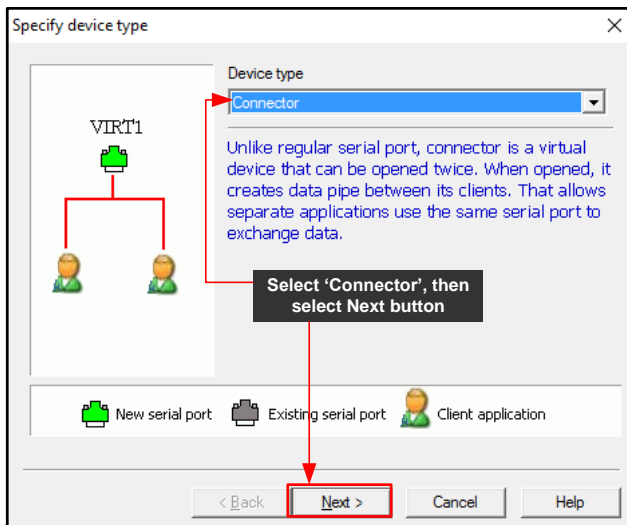 Specify device type
Device type
Connector
VIRT1
Unlike regular serial port, connector is a virtual
device that can be opened twice. When opened, it
creates data pipe between its clients. That allows
separate applications use the same serial port to
exchange data.
Select ‘Connector’, then
select Next button
New serial port Existing serial port Client application
< Back Next > Cancel Help